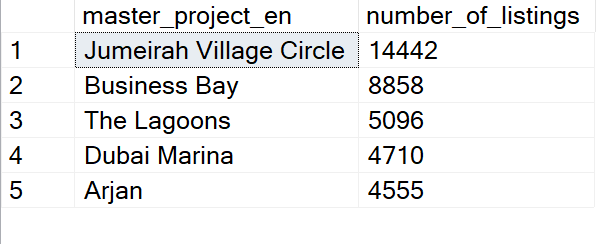 master_project_en number_of_listings
1 Jumeirah Village Circle 14442
2 Business Bay 8858
3 The Lagoons 5096
4 Dubai Marina 4710
5 Arjan 4555